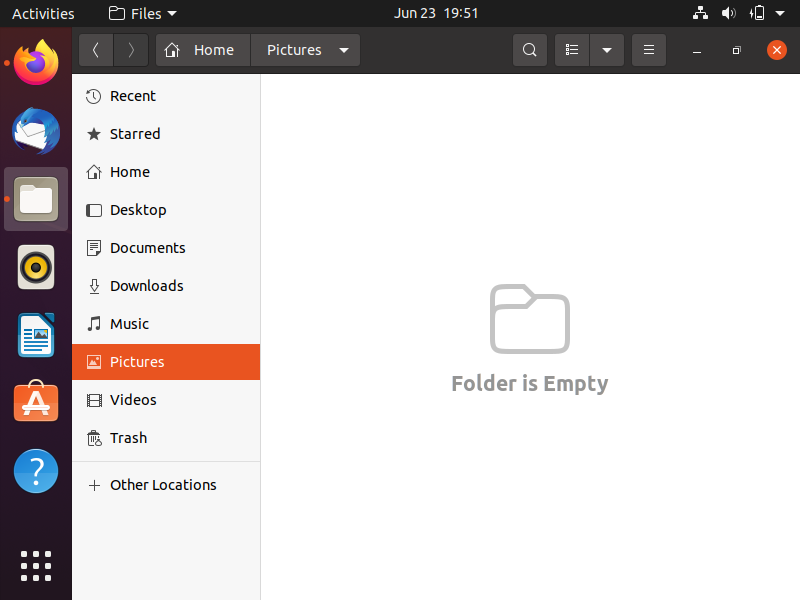 Activities Files Jun 23 19:51
Home Pictures
Recent
Starred
Home
Desktop
Documents
Downloads
Music
Pictures
Videos
Trash
Other Locations
Folder is Empty